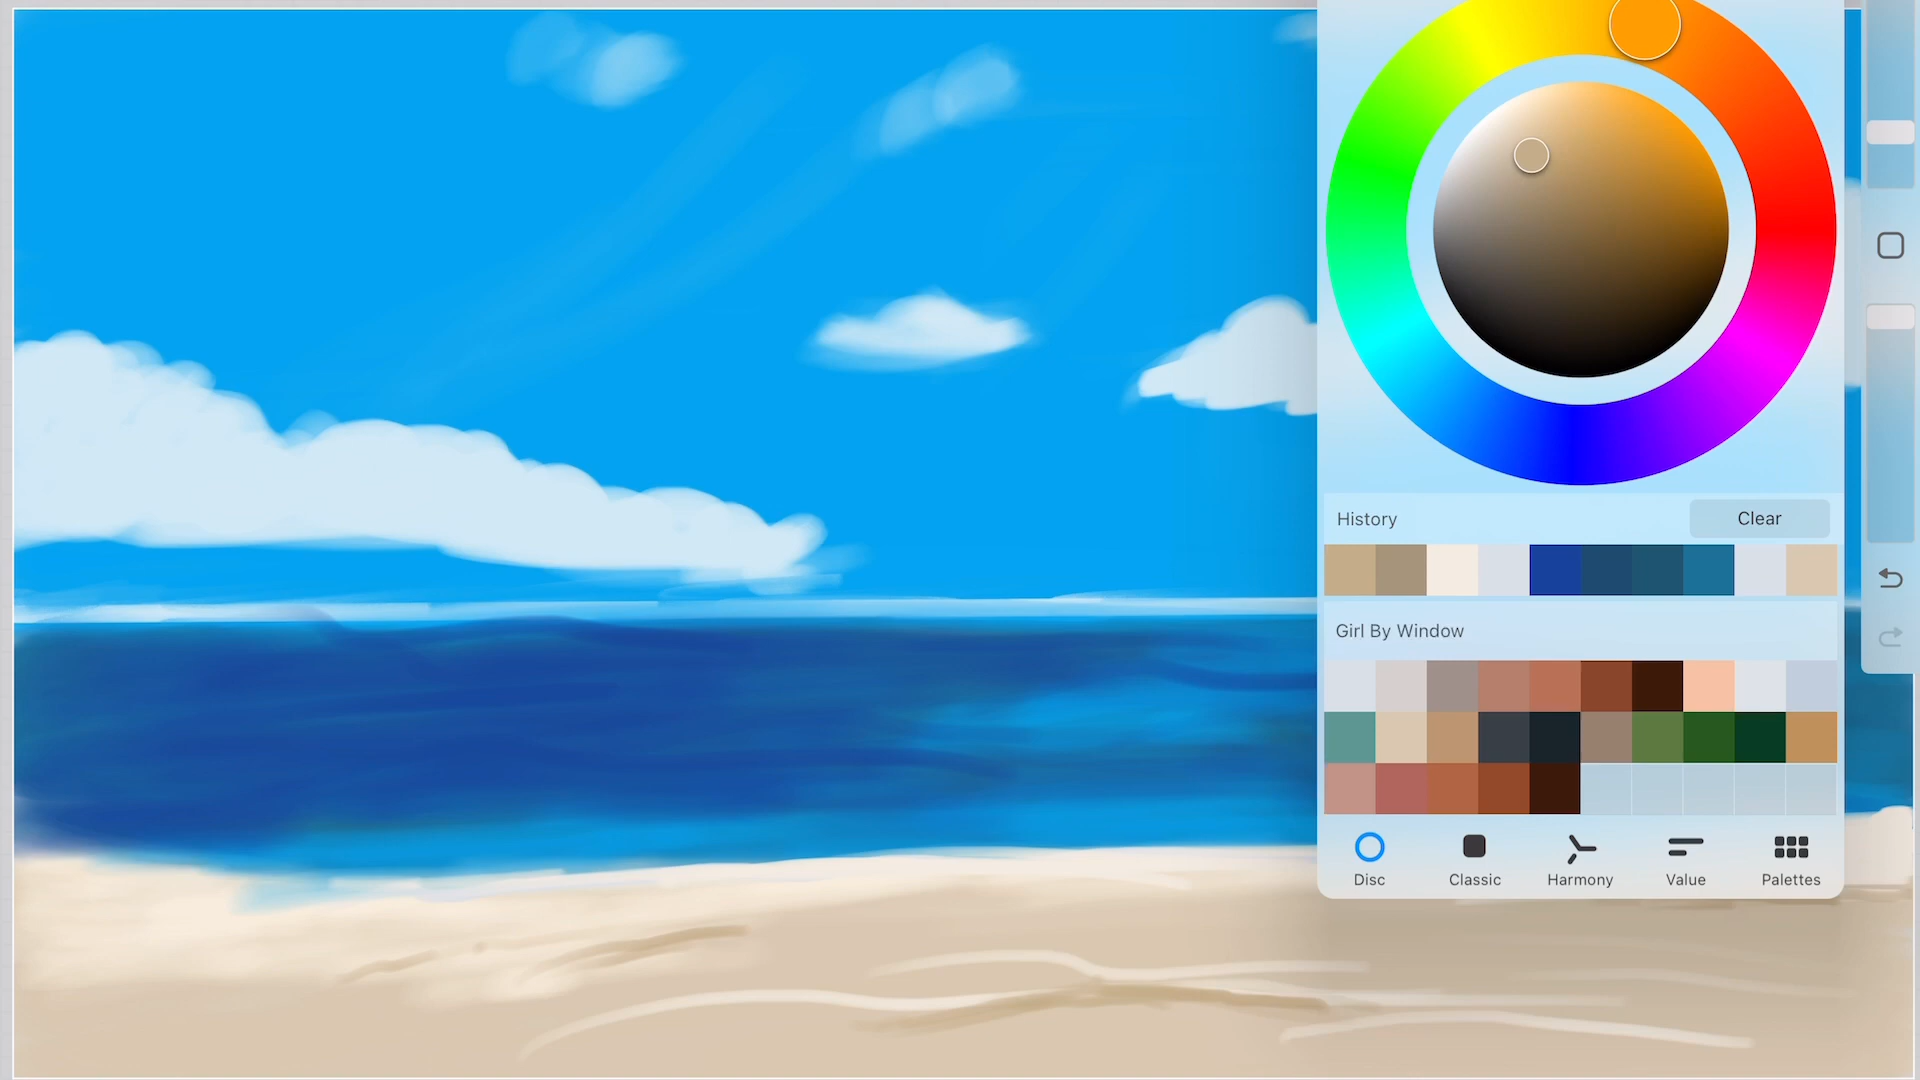 History
Clear
Girl By Window
Disc
Classic
Harmony
Value
Palettes